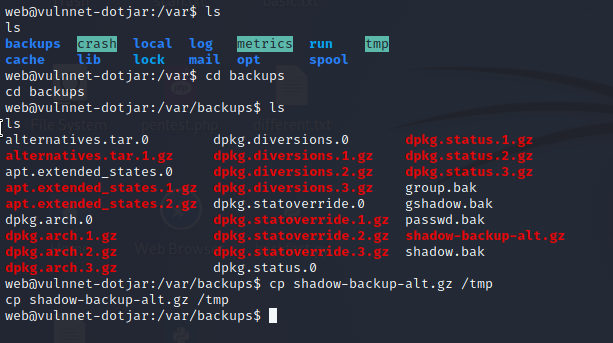 web@vulnnet-dotjar:/var$ ls
ls
backups crash local log metrics run tmp
cache lib lock mail opt spool
web@vulnnet-dotjar:/var$ cd backups
cd backups
web@vulnnet-dotjar:/var/backups$ ls
ls
alternatives.tar.0 dpkg.diversions.0 dpkg.status.1.gz
alternatives.tar.1.gz dpkg.diversions.1.gz dpkg.status.2.gz
apt.extended_states.0 dpkg.diversions.2.gz dpkg.status.3.gz
apt.extended_states.1.gz dpkg.diversions.3.gz group.bak
apt.extended_states.2.gz dpkg.statoverride.0 gshadow.bak
dpkg.arch.0 dpkg.statoverride.1.gz passwd.bak
dpkg.arch.1.gz dpkg.statoverride.2.gz shadow-backup-alt.gz
dpkg.arch.2.gz dpkg.statoverride.3.gz shadow.bak
dpkg.arch.3.gz dpkg.status.0
web@vulnnet-dotjar:/var/backups$ cp shadow-backup-alt.gz /tmp
cp shadow-backup-alt.gz /tmp
web@vulnnet-dotjar:/var/backups$